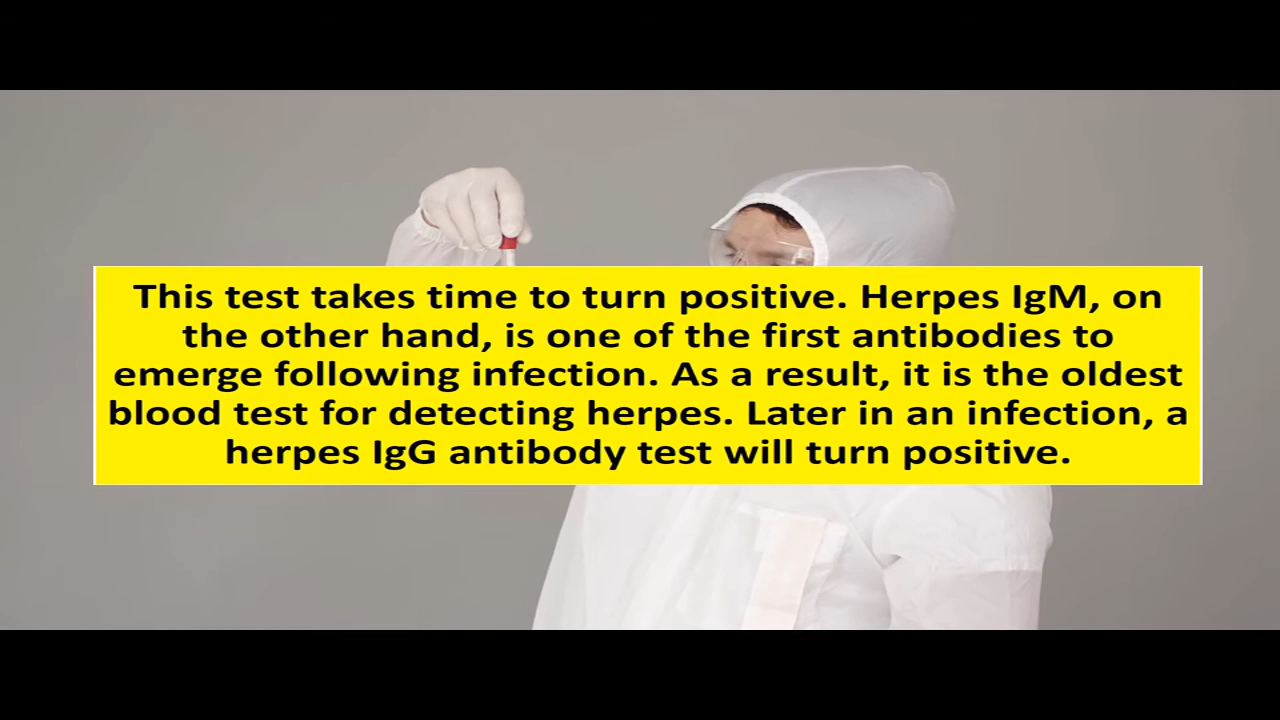 This test takes time to turn positive. Herpes IgM, on
the other hand, is one of the first antibodies to
emerge following infection. As a result, it is the oldest
blood test for detecting herpes. Later in an infection, a
herpes IgG antibody test will turn positive.